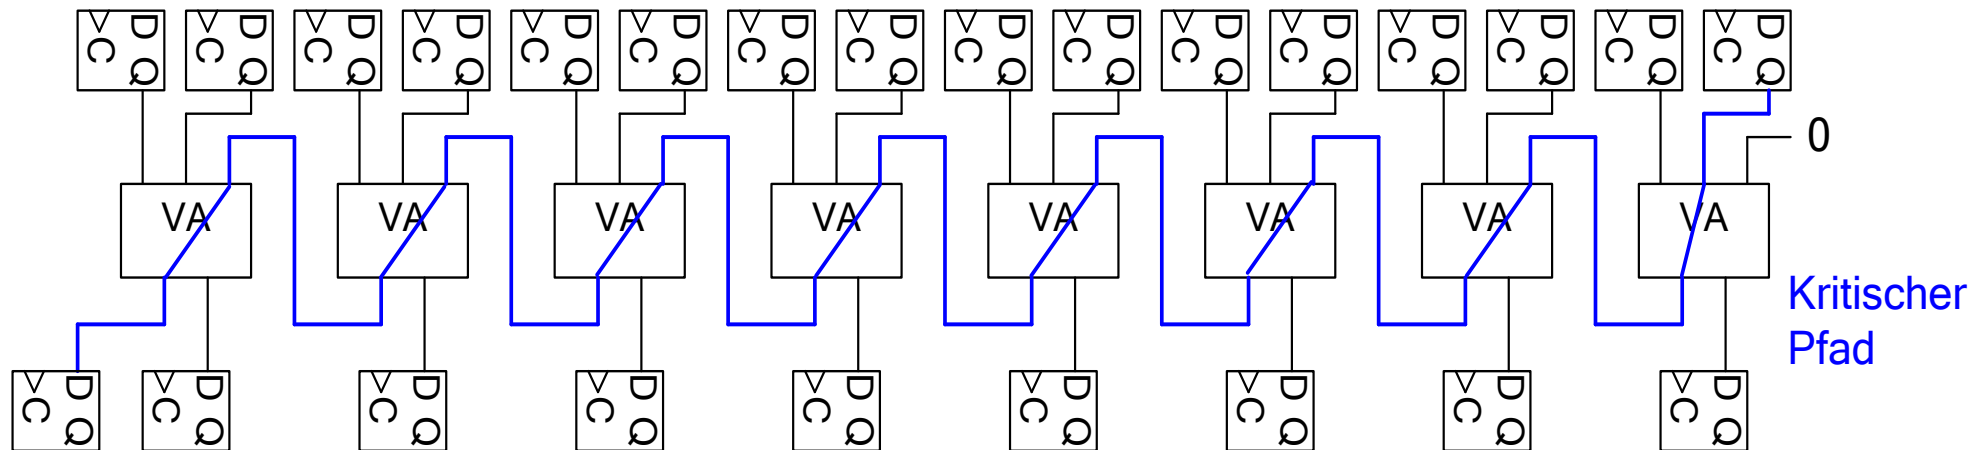 D Q C D Q C D Q C D Q C D Q C D Q C D Q C D Q C D Q C D Q C D Q C D Q C D Q C D Q C D Q C D Q C
0
VA VA VA VA VA VA VA VA
Kritischer
Pfad
D Q C D Q C D Q C D Q C D Q C D Q C D Q C D Q C D Q C